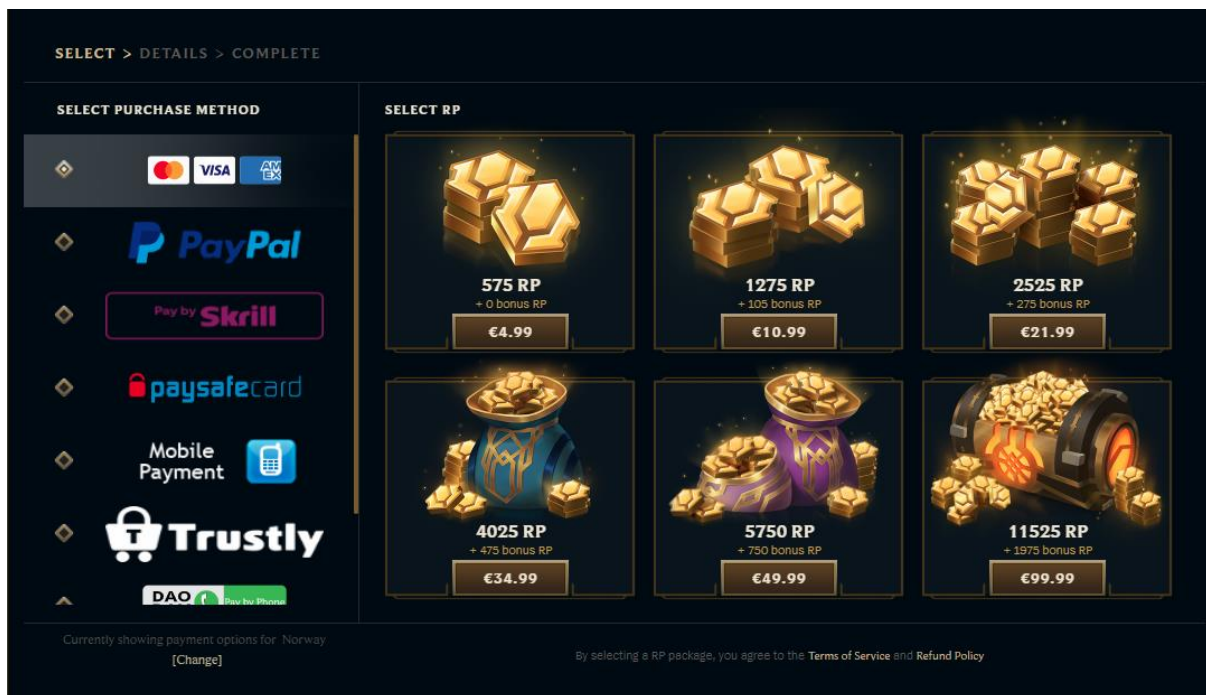 SELECT > DETAILS > COMPLETE
SELECT PURCHASE METHOD
VISA
AM
EX
PayPal
Pay by Skrill
paysafecard
Mobile
Payment
T Trustly
DAO Pay by Phone
Currently showing payment options for Norway
[Change]
SELECT RP
575 RP
+ 0 bonus RP
€4.99
1275 RP
+ 105 bonus RP
€10.99
2525 RP
+ 275 bonus RP
€21.99
4025 RP
+ 475 bonus RP
€34.99
5750 RP
+ 750 bonus RP
€49.99
11525 RP
+ 1975 bonus RP
€99.99
By selecting a RP package, you agree to the Terms of Service and Refund Policy